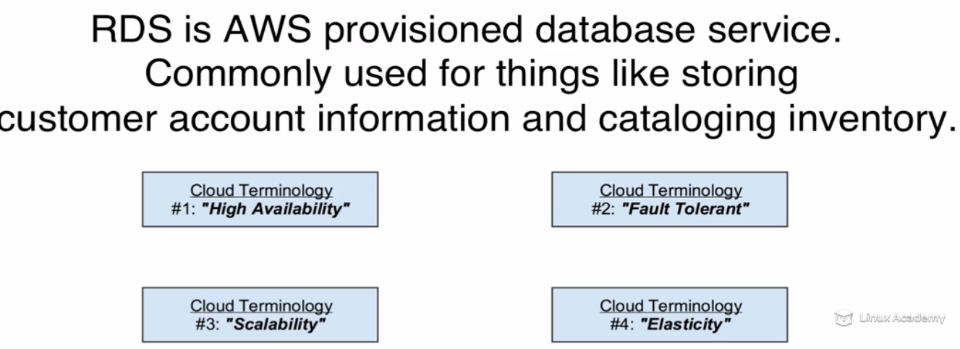 RDS is AWS provisioned database service.
Commonly used for things like storing
customer account information and cataloging inventory.
Cloud Terminology
#1: "High Availability"
Cloud Terminology
#2: "Fault Tolerant"
Cloud Terminology
#3: "Scalability"
Cloud Terminology
#4: "Elasticity"
Linux Academy